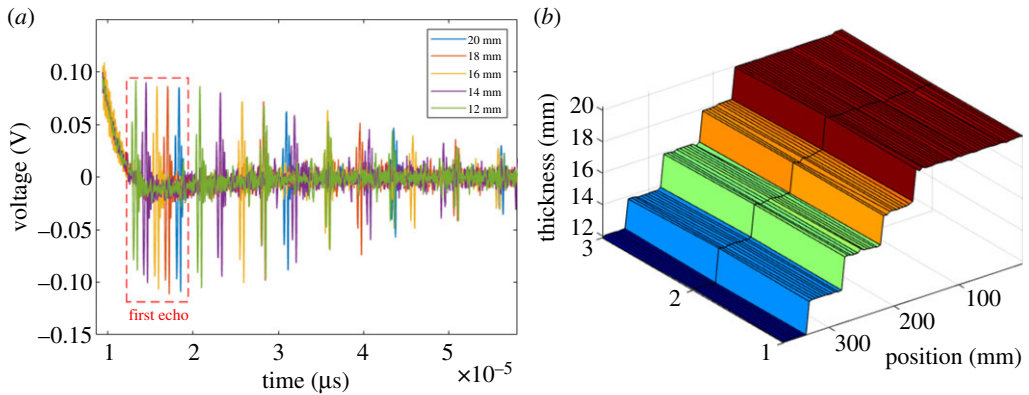 (a)
0.10
0.05
0
–0.05
–0.10
–0.15
voltage (V)
20 mm
18 mm
16 mm
14 mm
12 mm
first echo
1
2
3
4
5
×10⁻⁵
time (µs)
(b)
20
18
16
14
12
thickness (mm)
3
2
1
300
200
100
position (mm)